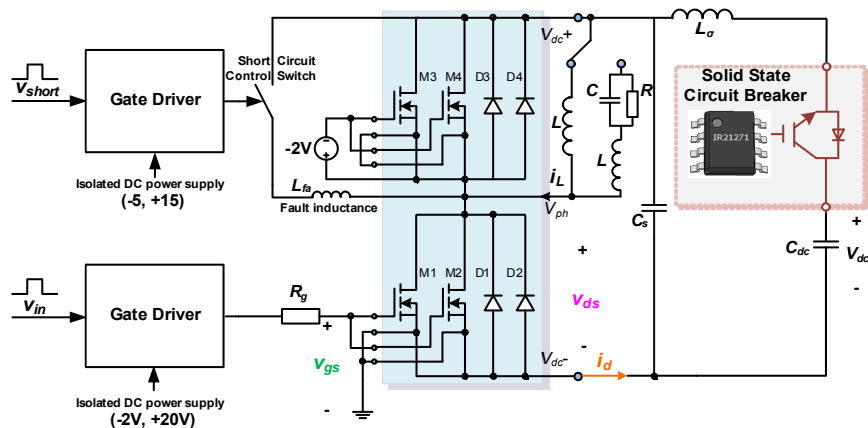 Short Circuit
Control Switch
V_short
Gate Driver
Isolated DC power supply
(-5, +15)
M3 M4 D3 D4
-2V
L_fa
Fault inductance
V_dc+
C R
L
L
i_L
V_ph
L_σ
Solid State
Circuit Breaker
IR21271
C_s
C_dc
+
V_dc
-
V_in
Gate Driver
Isolated DC power supply
(-2V, +20V)
R_g
+
v_gs
-
M1 M2 D1 D2
+
v_ds
-
V_dc-
i_d